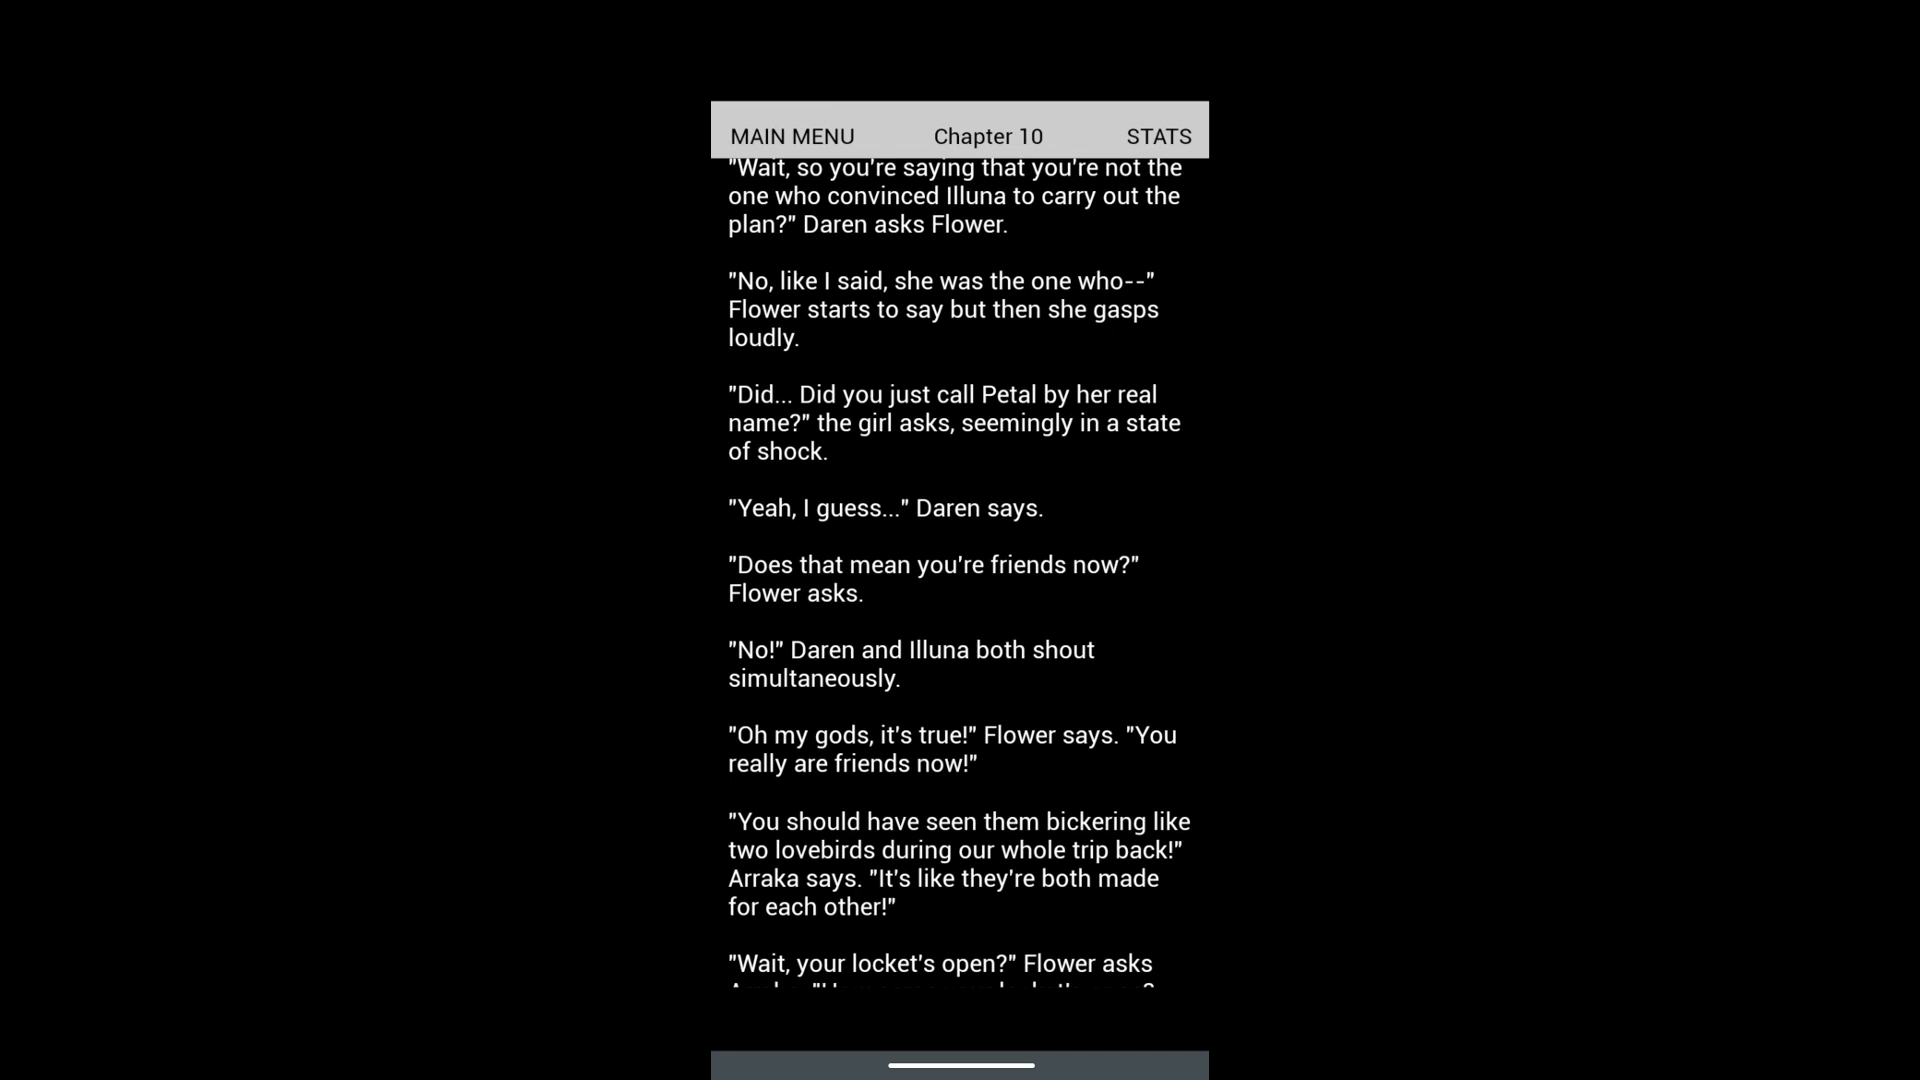 MAIN MENU Chapter 10 STATS
"Wait, so you're saying that you're not the
one who convinced Illuna to carry out the
plan?" Daren asks Flower.
"No, like I said, she was the one who--"
Flower starts to say but then she gasps
loudly.
"Did... Did you just call Petal by her real
name?" the girl asks, seemingly in a state
of shock.
"Yeah, I guess..." Daren says.
"Does that mean you're friends now?"
Flower asks.
"No!" Daren and Illuna both shout
simultaneously.
"Oh my gods, it's true!" Flower says. "You
really are friends now!"
"You should have seen them bickering like
two lovebirds during our whole trip back!"
Arraka says. "It's like they're both made
for each other!"
"Wait, your locket's open?" Flower asks